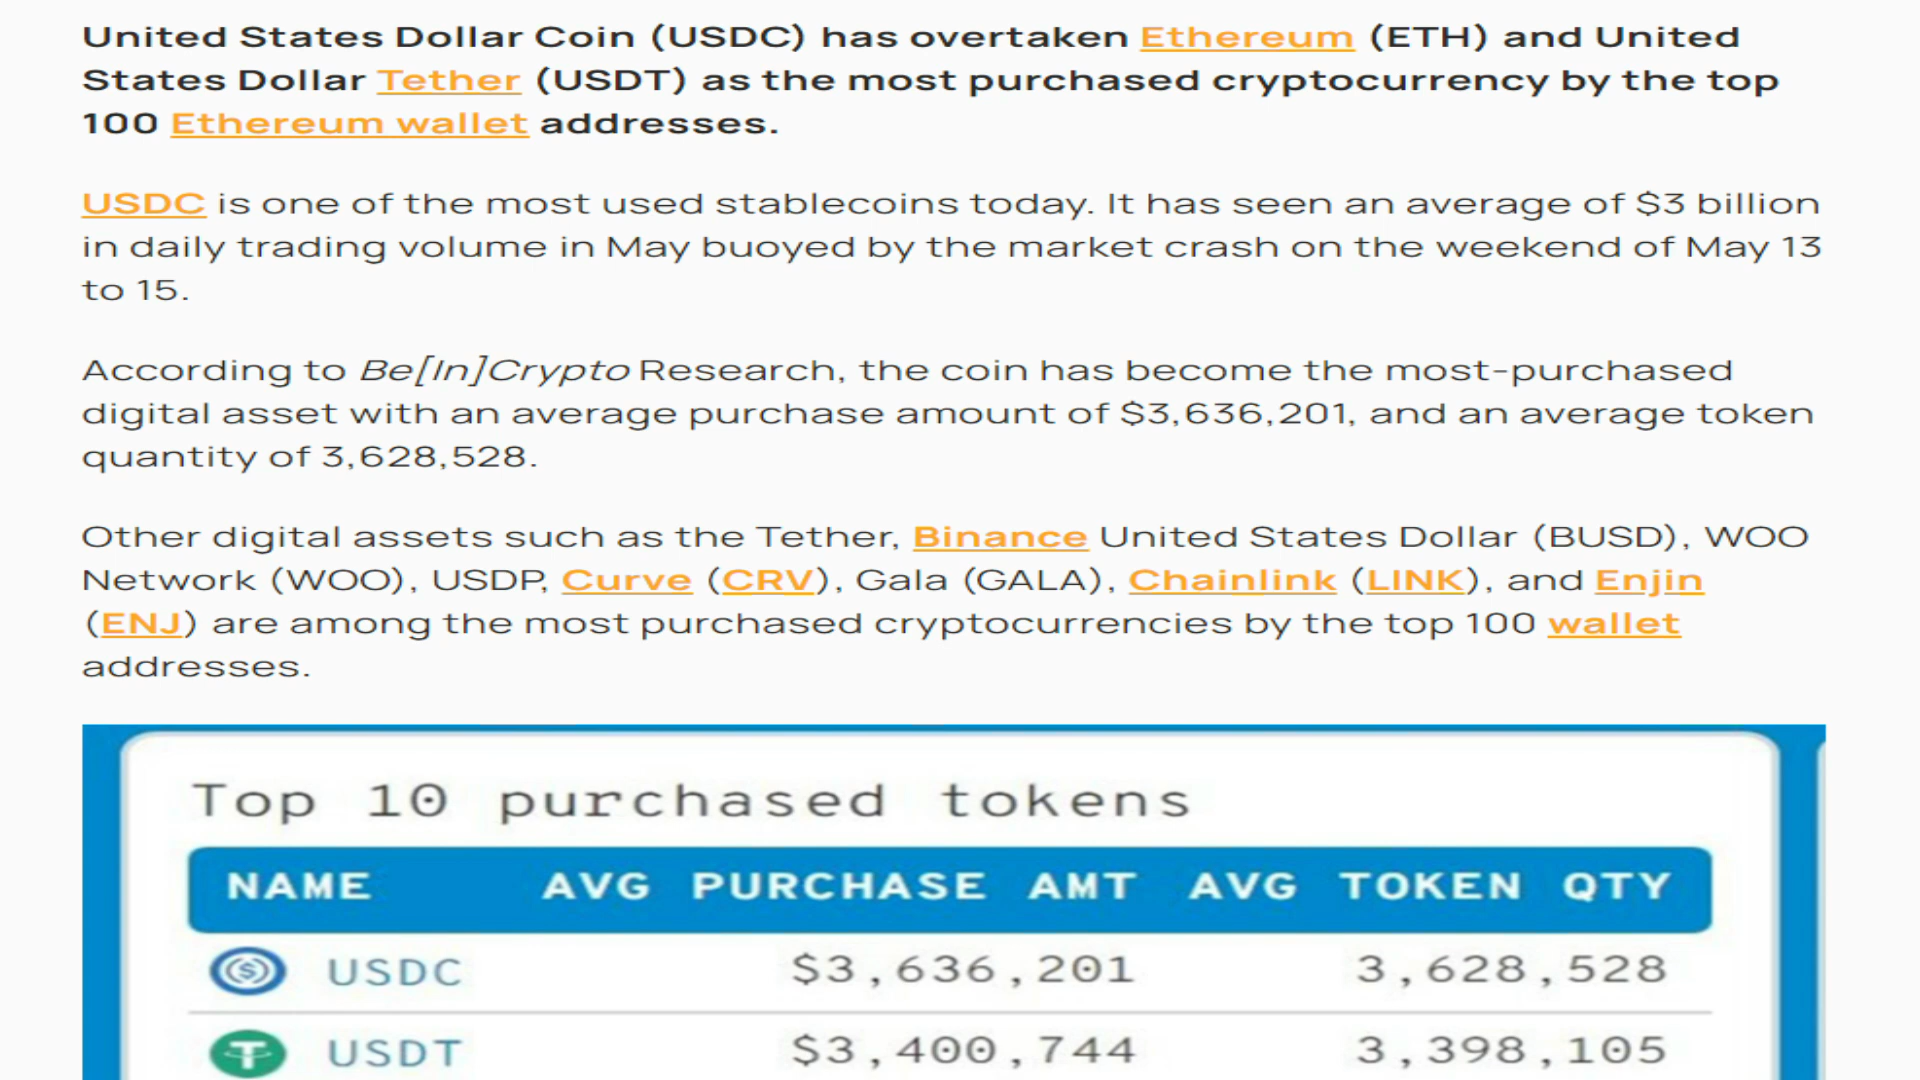 United States Dollar Coin (USDC) has overtaken Ethereum (ETH) and United
States Dollar Tether (USDT) as the most purchased cryptocurrency by the top
100 Ethereum wallet addresses.
USDC is one of the most used stablecoins today. It has seen an average of $3 billion
in daily trading volume in May buoyed by the market crash on the weekend of May 13
to 15.
According to Be[In]Crypto Research, the coin has become the most-purchased
digital asset with an average purchase amount of $3,636,201, and an average token
quantity of 3,628,528.
Other digital assets such as the Tether, Binance United States Dollar (BUSD), WOO
Network (WOO), USDP, Curve (CRV), Gala (GALA), Chainlink (LINK), and Enjin
(ENJ) are among the most purchased cryptocurrencies by the top 100 wallet
addresses.
Top 10 purchased tokens
NAME AVG PURCHASE AMT AVG TOKEN QTY
USDC $3,636,201 3,628,528
USDT $3,400,744 3,398,105